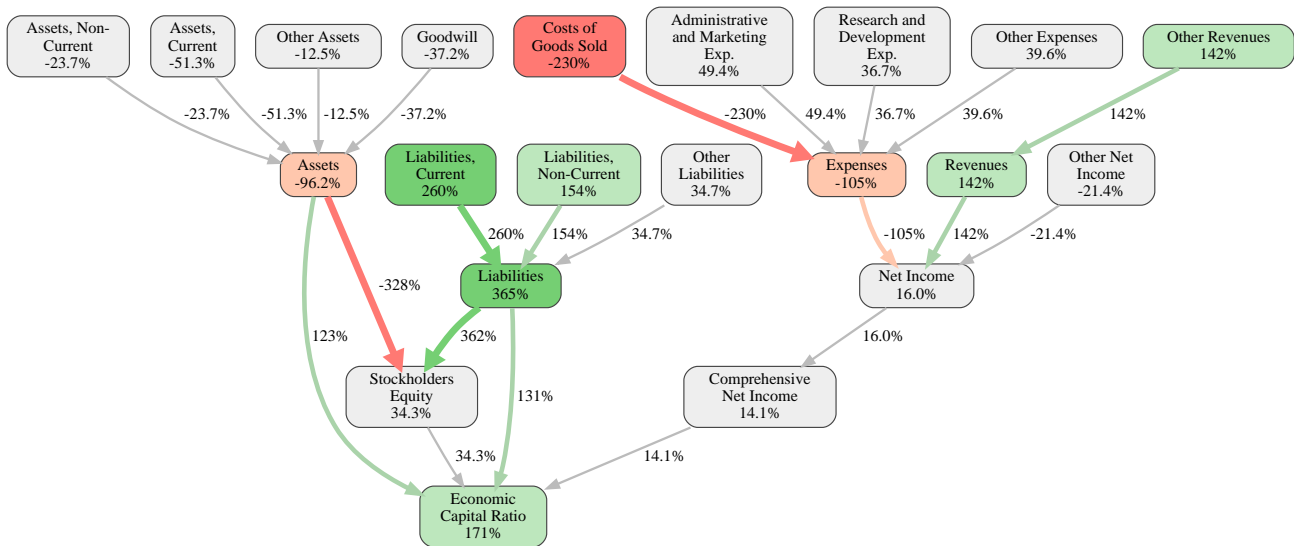 Assets, Non-
Current
-23.7%
Assets,
Current
-51.3%
Other Assets
-12.5%
Goodwill
-37.2%
Costs of
Goods Sold
-230%
Administrative
and Marketing
Exp.
49.4%
Research and
Development
Exp.
36.7%
Other Expenses
39.6%
Other Revenues
142%
-23.7%
-51.3%
-12.5%
-37.2%
-230%
49.4%
36.7%
39.6%
142%
Assets
-96.2%
Liabilities,
Current
260%
Liabilities,
Non-Current
154%
Other
Liabilities
34.7%
Expenses
-105%
Revenues
142%
Other Net
Income
-21.4%
260%
154%
34.7%
-105%
142%
-21.4%
Liabilities
365%
Net Income
16.0%
-328%
123%
362%
131%
16.0%
Stockholders
Equity
34.3%
Comprehensive
Net Income
14.1%
34.3%
14.1%
Economic
Capital Ratio
171%